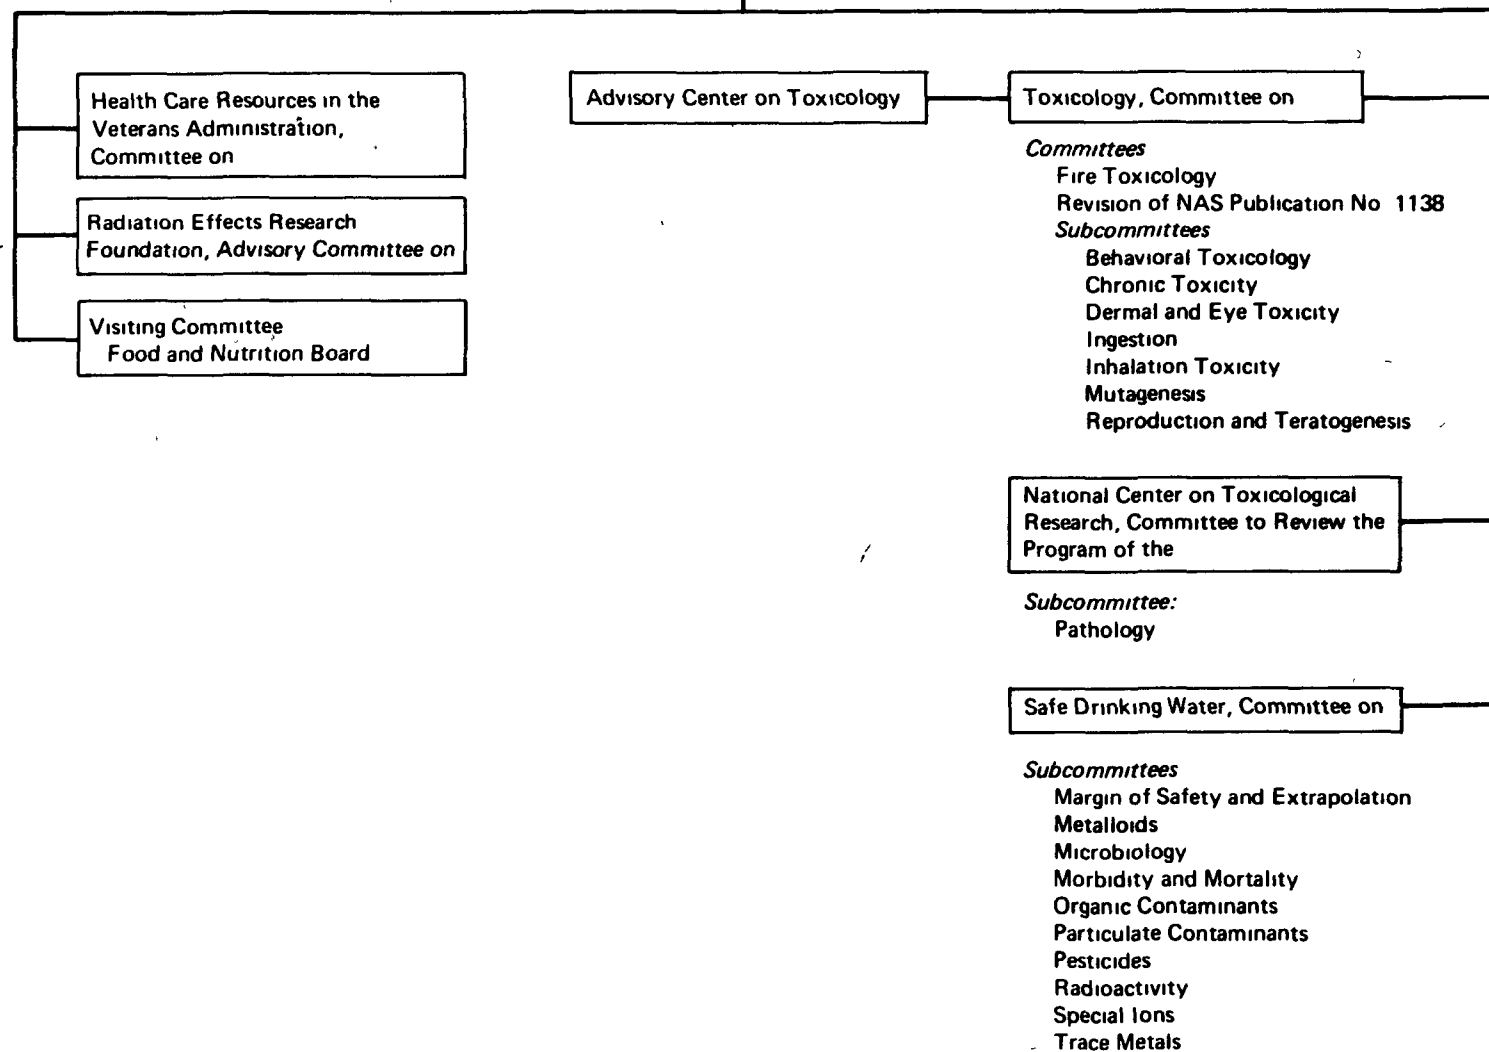 Health Care Resources in the
Veterans Administration,
Committee on
Radiation Effects Research
Foundation, Advisory Committee on
Visiting Committee
Food and Nutrition Board
Advisory Center on Toxicology
Toxicology, Committee on
Committees
Fire Toxicology
Revision of NAS Publication No 1138
Subcommittees
Behavioral Toxicology
Chronic Toxicity
Dermal and Eye Toxicity
Ingestion
Inhalation Toxicity
Mutagenesis
Reproduction and Teratogenesis
National Center on Toxicological
Research, Committee to Review the
Program of the
Subcommittee:
Pathology
Safe Drinking Water, Committee on
Subcommittees
Margin of Safety and Extrapolation
Metalloids
Microbiology
Morbidity and Mortality
Organic Contaminants
Particulate Contaminants
Pesticides
Radioactivity
Special Ions
Trace Metals